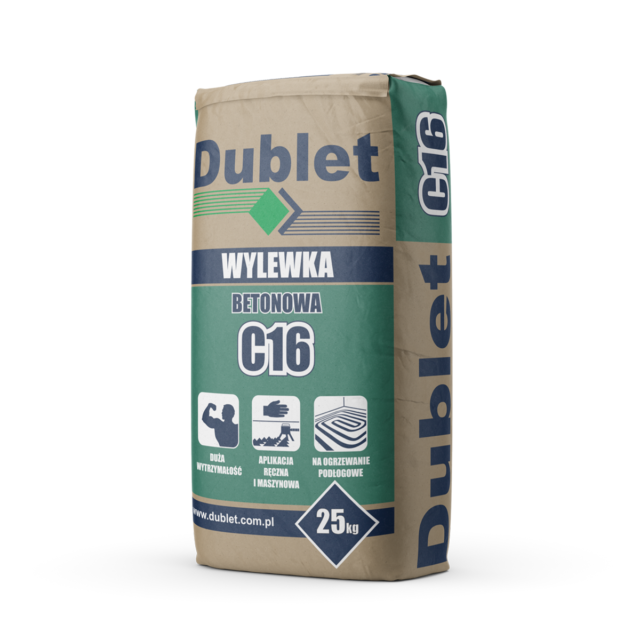 Dublet
WYLEWKA
BETONOWA
C16
DUŻA
WYTRZYMAŁOŚĆ
APLIKACJA
RĘCZNA
I MASZYNOWA
NA OGRZEWANIE
PODŁOGOWE
www.dublet.com.pl
25kg
C16
Dublet